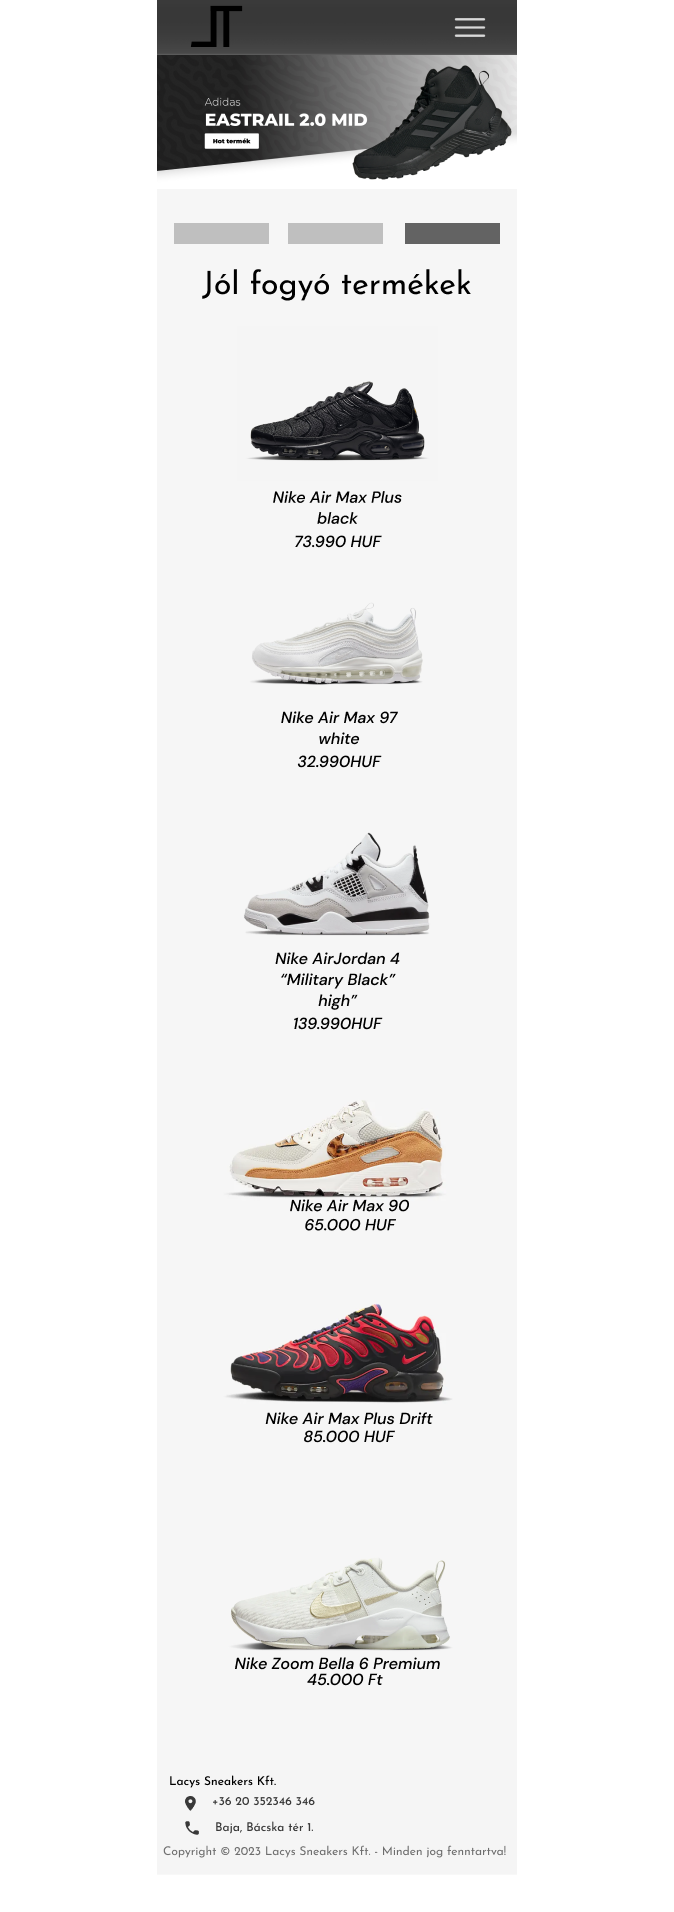 JT
Adidas
EASTRAIL 2.0 MID
Hot termék
Jól fogyó termékek
Nike Air Max Plus
black
73.990 HUF
Nike Air Max 97
white
32.990HUF
Nike AirJordan 4
“Military Black”
high”
139.990HUF
Nike Air Max 90
65.000 HUF
Nike Air Max Plus Drift
85.000 HUF
Nike Zoom Bella 6 Premium
45.000 Ft
Lacys Sneakers Kft.
+36 20 352346 346
Baja, Bácska tér 1.
Copyright © 2023 Lacys Sneakers Kft. - Minden jog fenntartva!